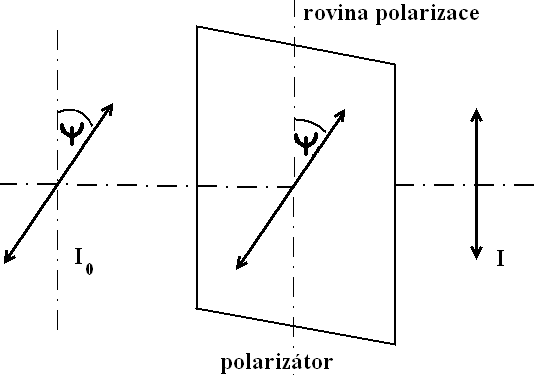 rovina polarizace
ψ
ψ
I₀
I
polarizátor